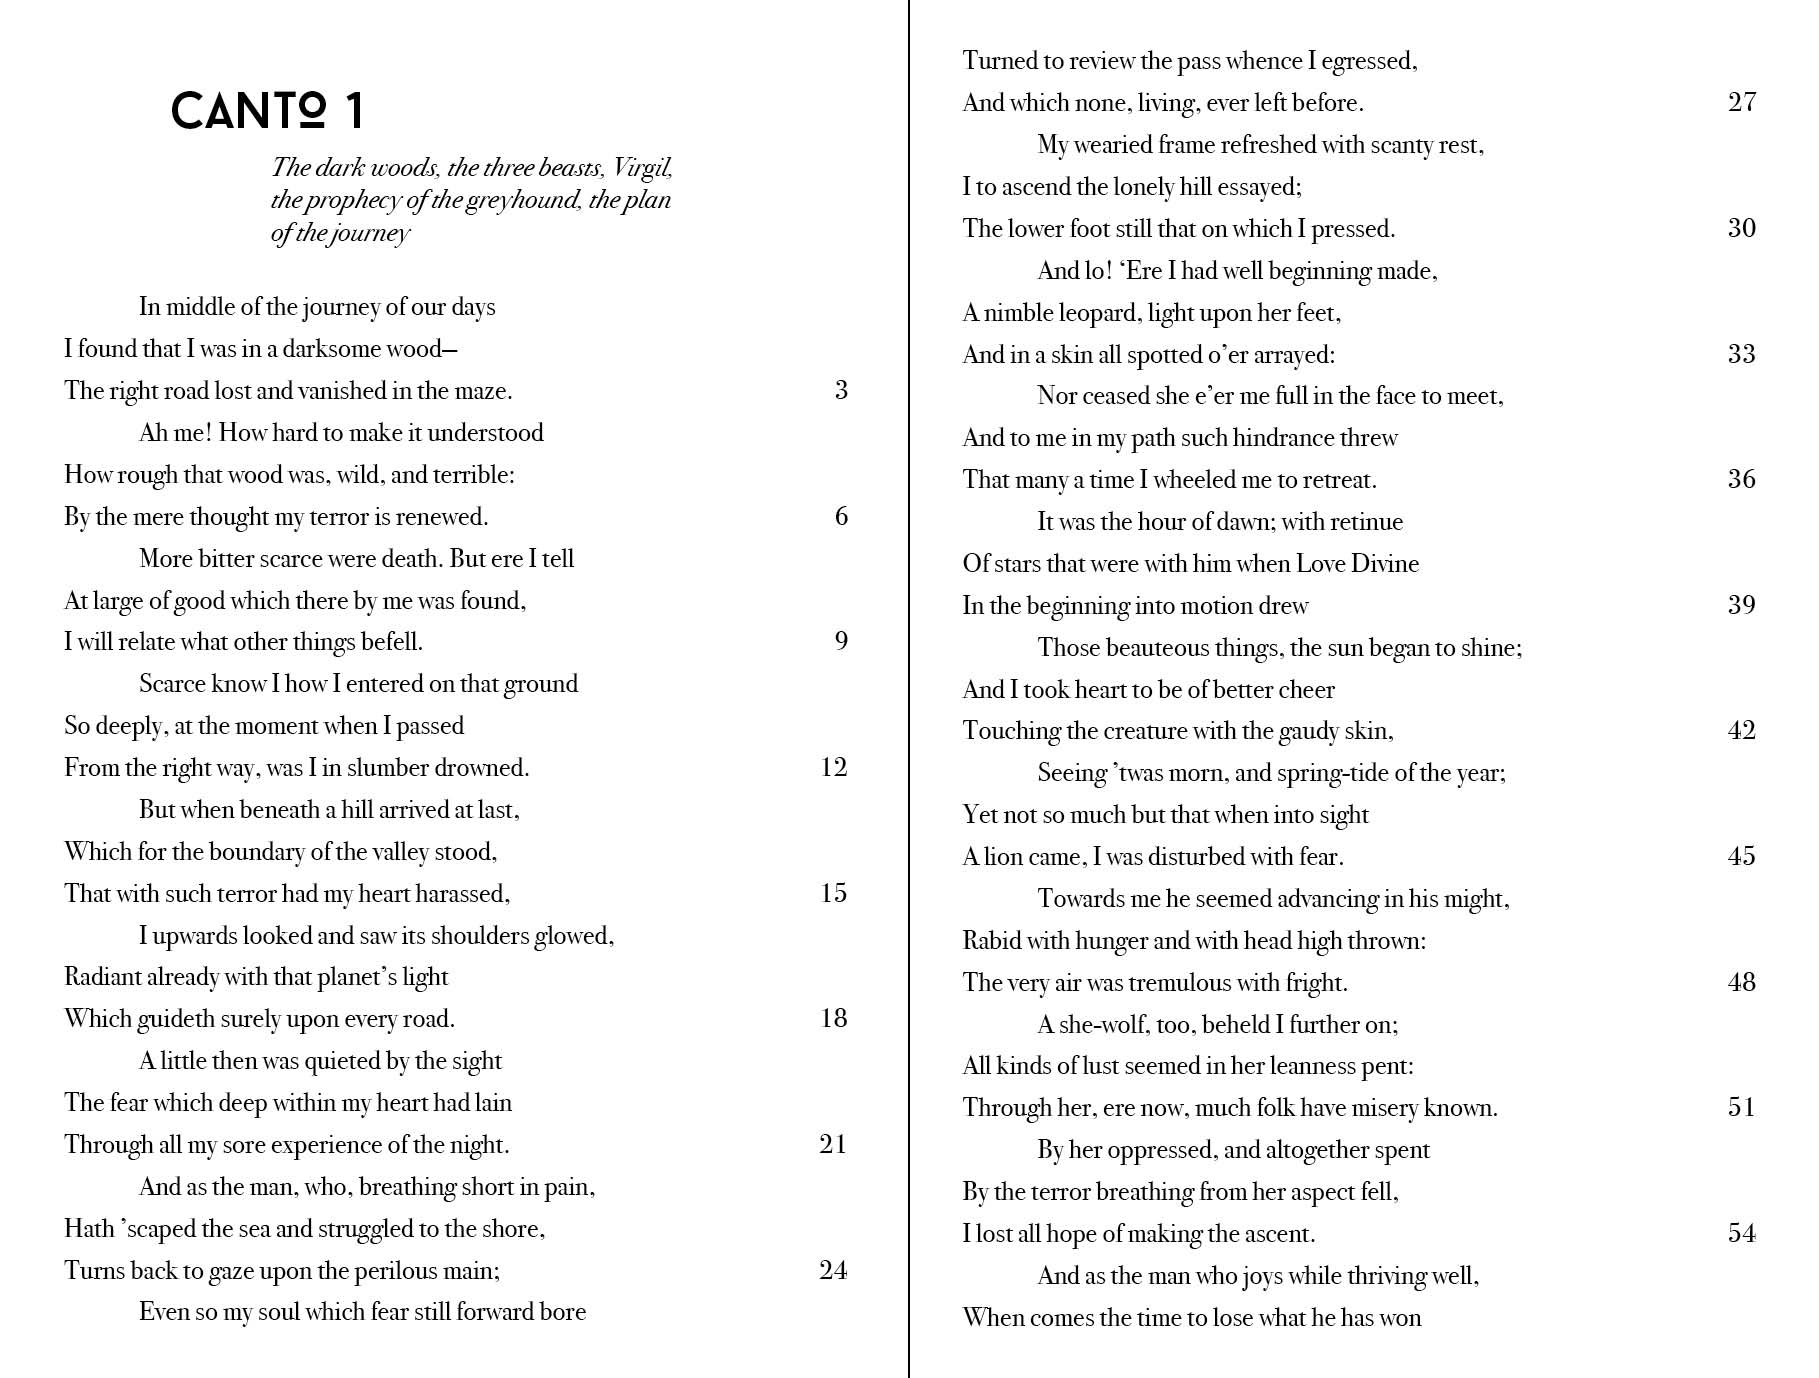 CANTO 1
The dark woods, the three beasts, Virgil,
the prophecy of the greyhound, the plan
of the journey
In middle of the journey of our days
I found that I was in a darksome wood—
The right road lost and vanished in the maze. 3
Ah me! How hard to make it understood
How rough that wood was, wild, and terrible:
By the mere thought my terror is renewed. 6
More bitter scarce were death. But ere I tell
At large of good which there by me was found,
I will relate what other things befell. 9
Scarce know I how I entered on that ground
So deeply, at the moment when I passed
From the right way, was I in slumber drowned. 12
But when beneath a hill arrived at last,
Which for the boundary of the valley stood,
That with such terror had my heart harassed, 15
I upwards looked and saw its shoulders glowed,
Radiant already with that planet’s light
Which guideth surely upon every road. 18
A little then was quieted by the sight
The fear which deep within my heart had lain
Through all my sore experience of the night. 21
And as the man, who, breathing short in pain,
Hath ’scaped the sea and struggled to the shore,
Turns back to gaze upon the perilous main; 24
Even so my soul which fear still forward bore
Turned to review the pass whence I egressed,
And which none, living, ever left before. 27
My wearied frame refreshed with scanty rest,
I to ascend the lonely hill essayed;
The lower foot still that on which I pressed. 30
And lo! ‘Ere I had well beginning made,
A nimble leopard, light upon her feet,
And in a skin all spotted o’er arrayed: 33
Nor ceased she e’er me full in the face to meet,
And to me in my path such hindrance threw
That many a time I wheeled me to retreat. 36
It was the hour of dawn; with retinue
Of stars that were with him when Love Divine
In the beginning into motion drew 39
Those beauteous things, the sun began to shine;
And I took heart to be of better cheer
Touching the creature with the gaudy skin, 42
Seeing ’twas morn, and spring-tide of the year;
Yet not so much but that when into sight
A lion came, I was disturbed with fear. 45
Towards me he seemed advancing in his might,
Rabid with hunger and with head high thrown:
The very air was tremulous with fright. 48
A she-wolf, too, beheld I further on;
All kinds of lust seemed in her leanness pent:
Through her, ere now, much folk have misery known. 51
By her oppressed, and altogether spent
By the terror breathing from her aspect fell,
I lost all hope of making the ascent. 54
And as the man who joys while thriving well,
When comes the time to lose what he has won